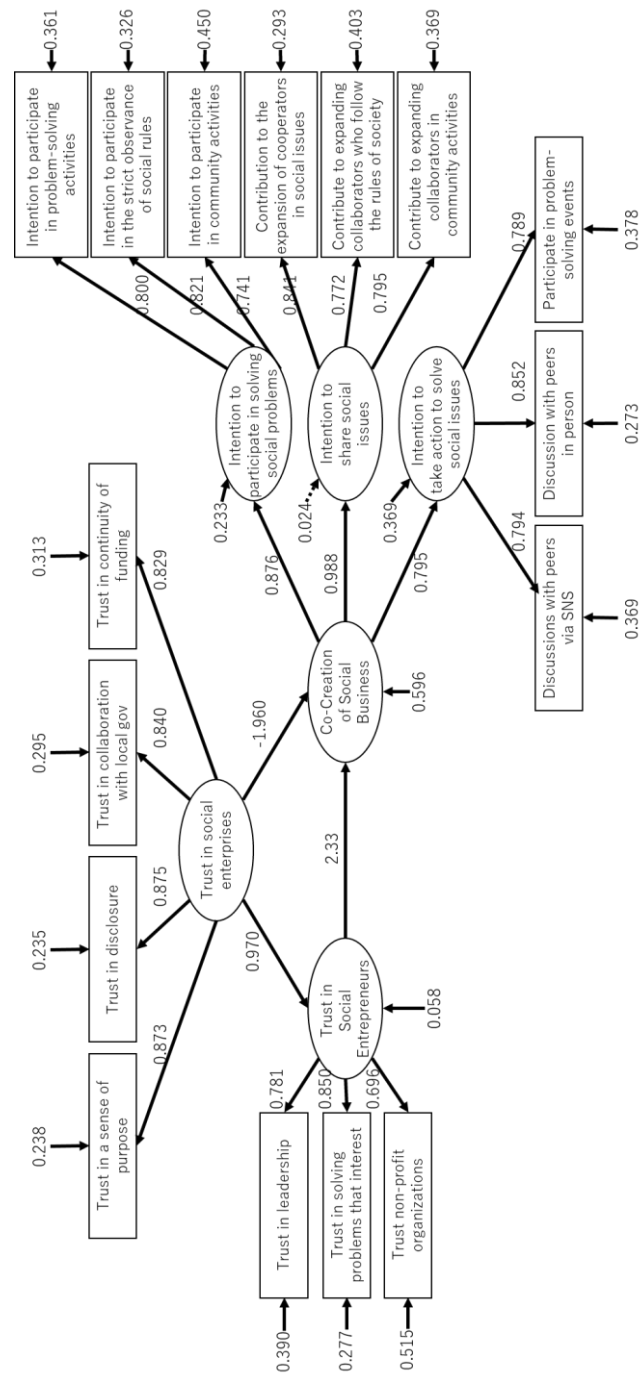 0.238
0.235
0.295
0.313
Trust in a sense of
purpose
Trust in disclosure
Trust in collaboration
with local gov
Trust in continuity of
funding
0.873
0.875
0.840
0.829
Trust in social
enterprises
0.970
-1.960
0.390
Trust in leadership
0.781
0.277
Trust in solving
problems that interest
0.850
0.515
Trust non-profit
organizations
0.696
Trust in
Social
Entrepreneurs
0.058
2.33
Co-Creation
of Social
Business
0.596
0.876
0.988
0.795
0.233
Intention to
participate in solving
social problems
0.024
Intention to
share social
issues
0.369
Intention to
take action to solve
social issues
0.800
0.821
0.741
0.841
0.772
0.795
Intention to participate
in problem-solving
activities
0.361
Intention to participate
in the strict observance
of social rules
0.326
Intention to participate
in community activities
0.450
Contribution to the
expansion of cooperators
in social issues
0.293
Contribute to expanding
collaborators who follow
the rules of society
0.403
Contribute to expanding
collaborators in
community activities
0.369
0.794
0.852
0.789
Discussions with peers
via SNS
Discussion with peers
in person
Participate in problem-
solving events
0.369
0.273
0.378